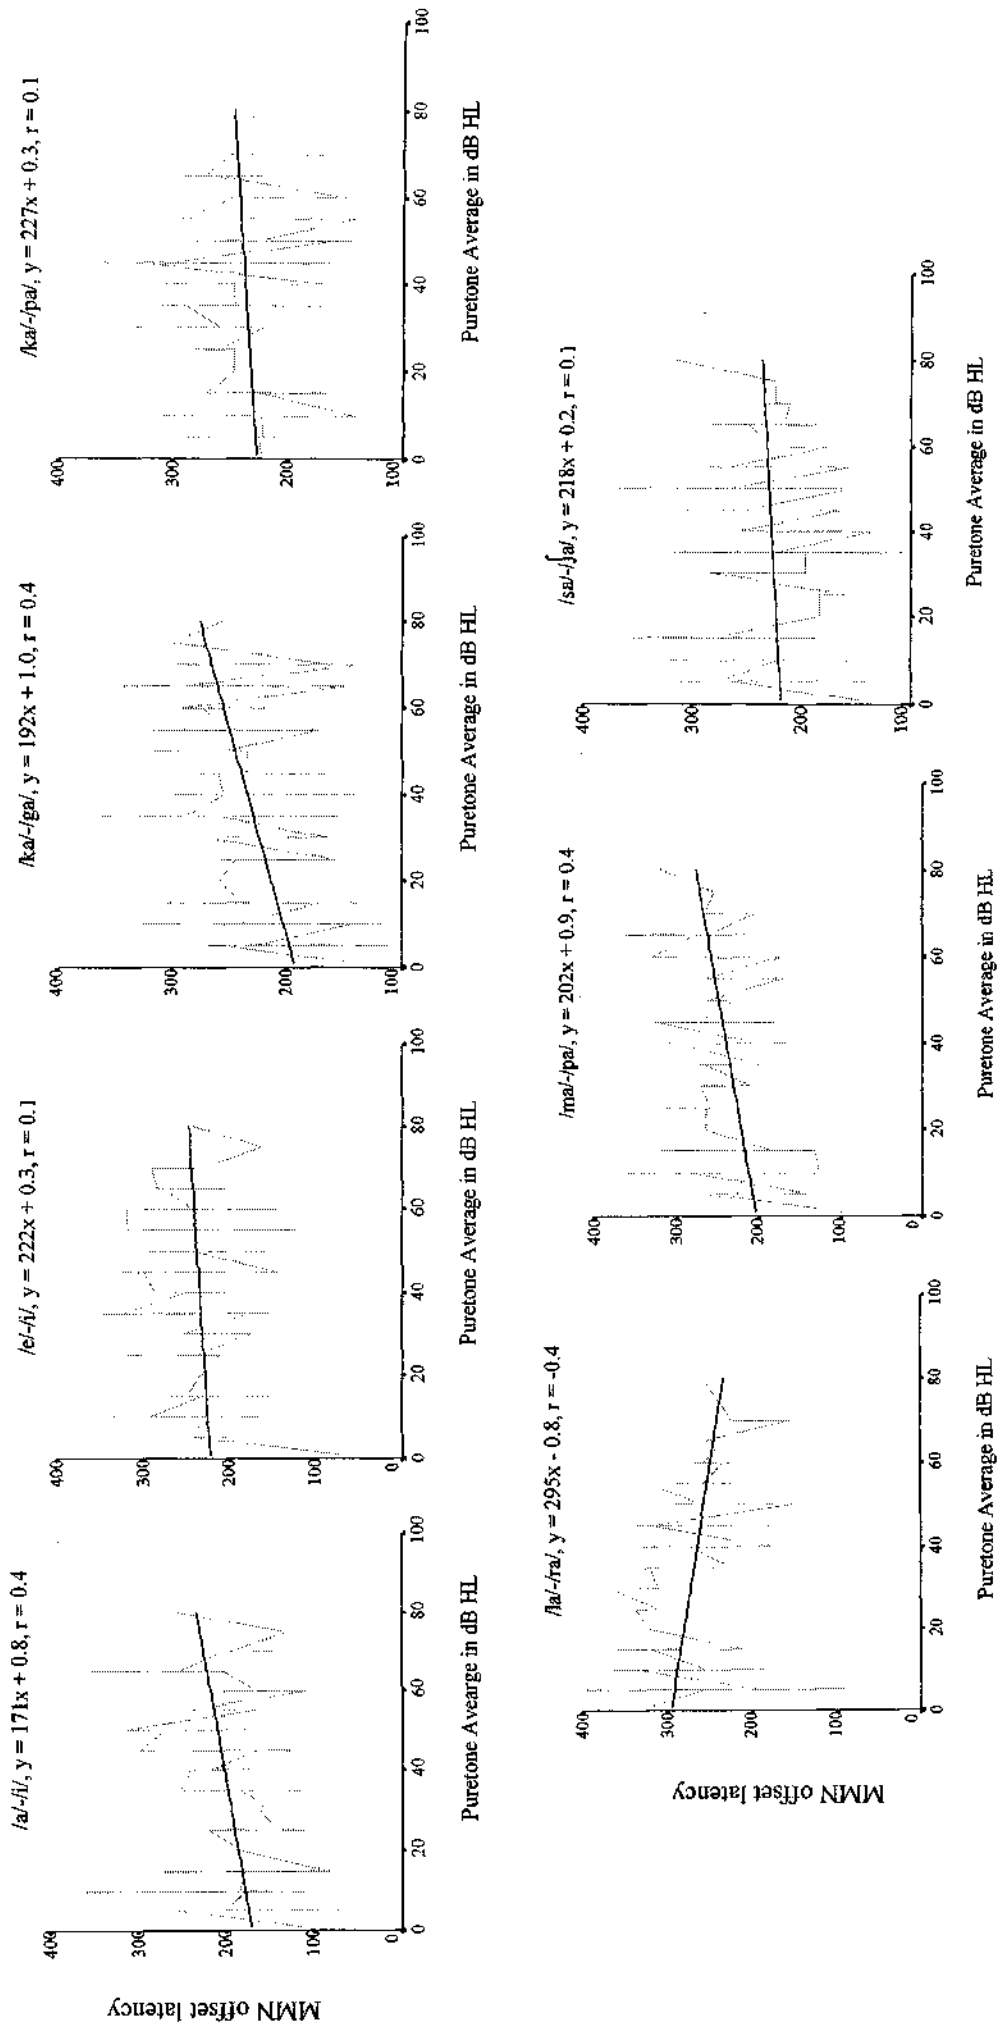 /a/-/i/, y = 171x + 0.8, r = 0.4
MMN offset latency
400
300
200
100
0
0 20 40 60 80 100
Puretone Avearge in dB HL
/e/-/i/, y = 222x + 0.3, r = 0.1
400
300
200
100
0
0 20 40 60 80 100
Puretone Average in dB HL
/ka/-/ga/, y = 192x + 1.0, r = 0.4
400
300
200
100
0 20 40 60 80 100
Puretone Average in dB HL
/ka/-/pa/, y = 227x + 0.3, r = 0.1
400
300
200
100
0 20 40 60 80 100
Puretone Average in dB HL
/la/-/ra/, y = 295x - 0.8, r = -0.4
MMN offset latency
400
300
200
100
0
0 20 40 60 80 100
Puretone Average in dB HL
/ma/-/pa/, y = 202x + 0.9, r = 0.4
400
300
200
100
0
0 20 40 60 80 100
Puretone Average in dB HL
/sa/-/ʃa/, y = 218x + 0.2, r = 0.1
400
300
200
100
0 20 40 60 80 100
Puretone Average in dB HL